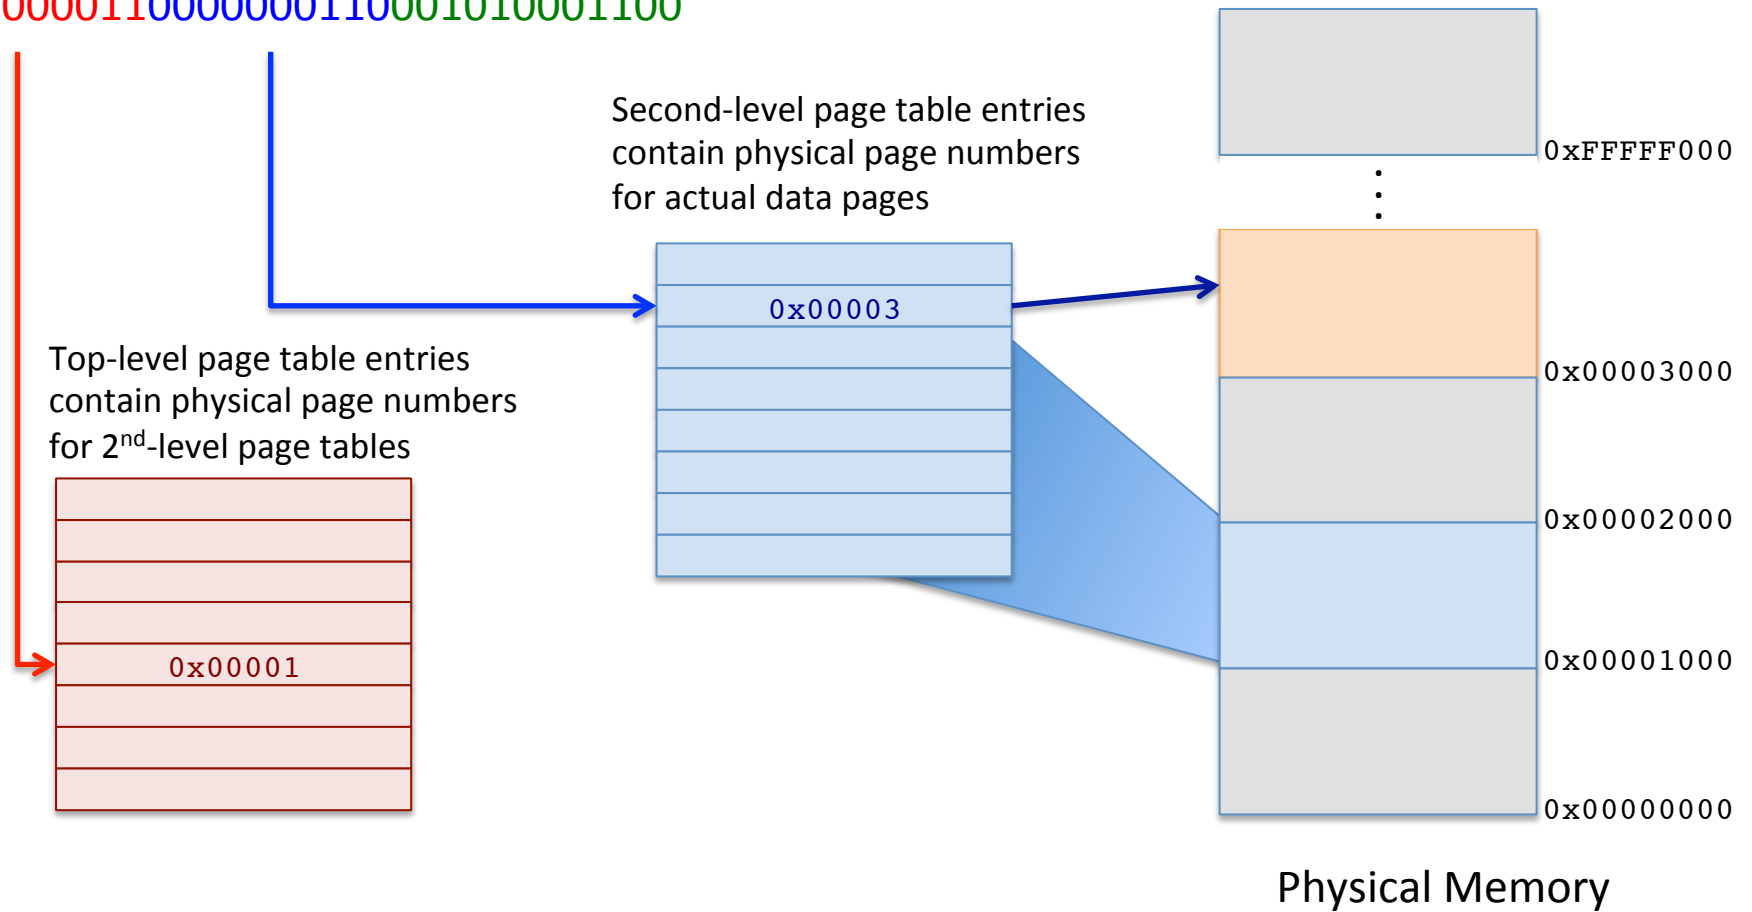 0000110000000110001010001100
Second-level page table entries
contain physical page numbers
for actual data pages
0xFFFFF000
0x00003
Top-level page table entries
contain physical page numbers
for 2nd-level page tables
0x00003000
0x00002000
0x00001
0x00001000
0x00000000
Physical Memory